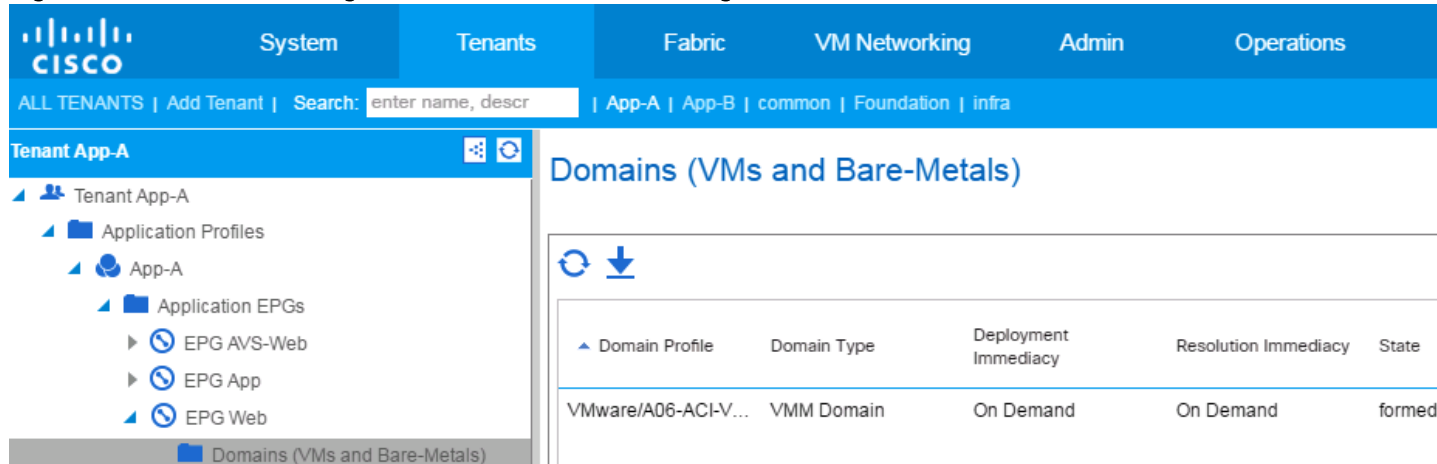 CISCO
System Tenants Fabric VM Networking Admin Operations
ALL TENANTS | Add Tenant | Search: enter name, descr | App-A | App-B | common | Foundation | infra
Tenant App-A
Tenant App-A
Application Profiles
App-A
Application EPGs
EPG AVS-Web
EPG App
EPG Web
Domains (VMs and Bare-Metals)
Domains (VMs and Bare-Metals)
Domain Profile Domain Type Deployment Immediacy Resolution Immediacy State
VMware/A06-ACI-V... VMM Domain On Demand On Demand formed